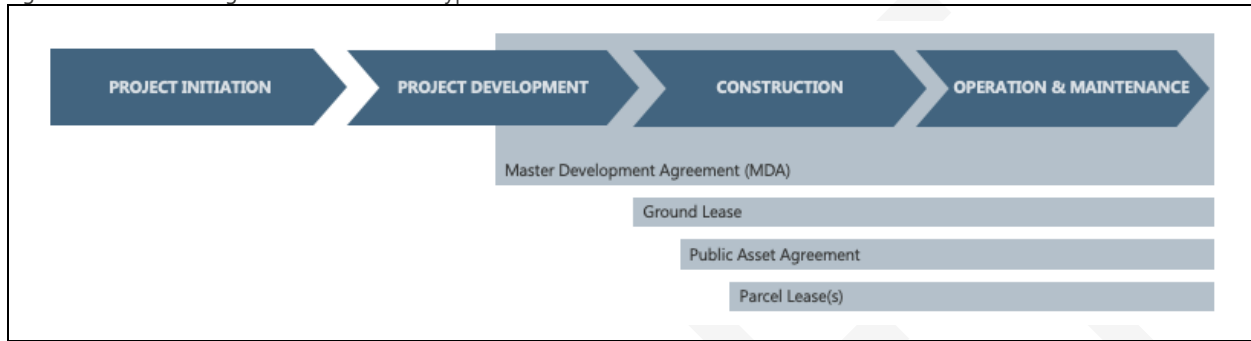 PROJECT INITIATION
PROJECT DEVELOPMENT
CONSTRUCTION
OPERATION & MAINTENANCE
Master Development Agreement (MDA)
Ground Lease
Public Asset Agreement
Parcel Lease(s)